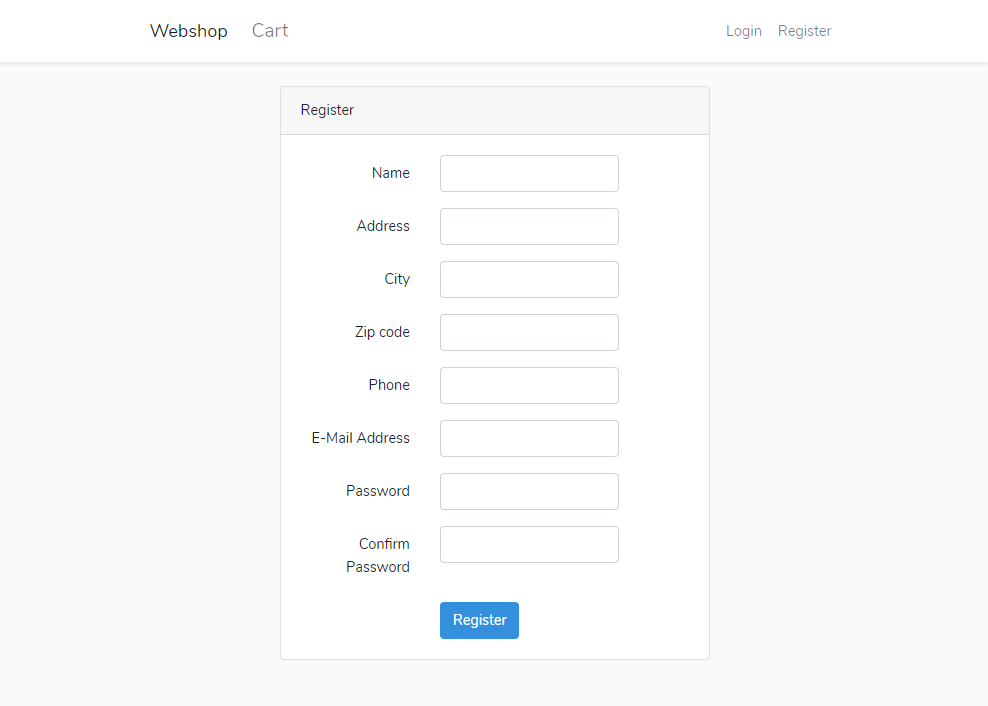 Webshop Cart Login Register
Register
Name
Address
City
Zip code
Phone
E-Mail Address
Password
Confirm
Password
Register